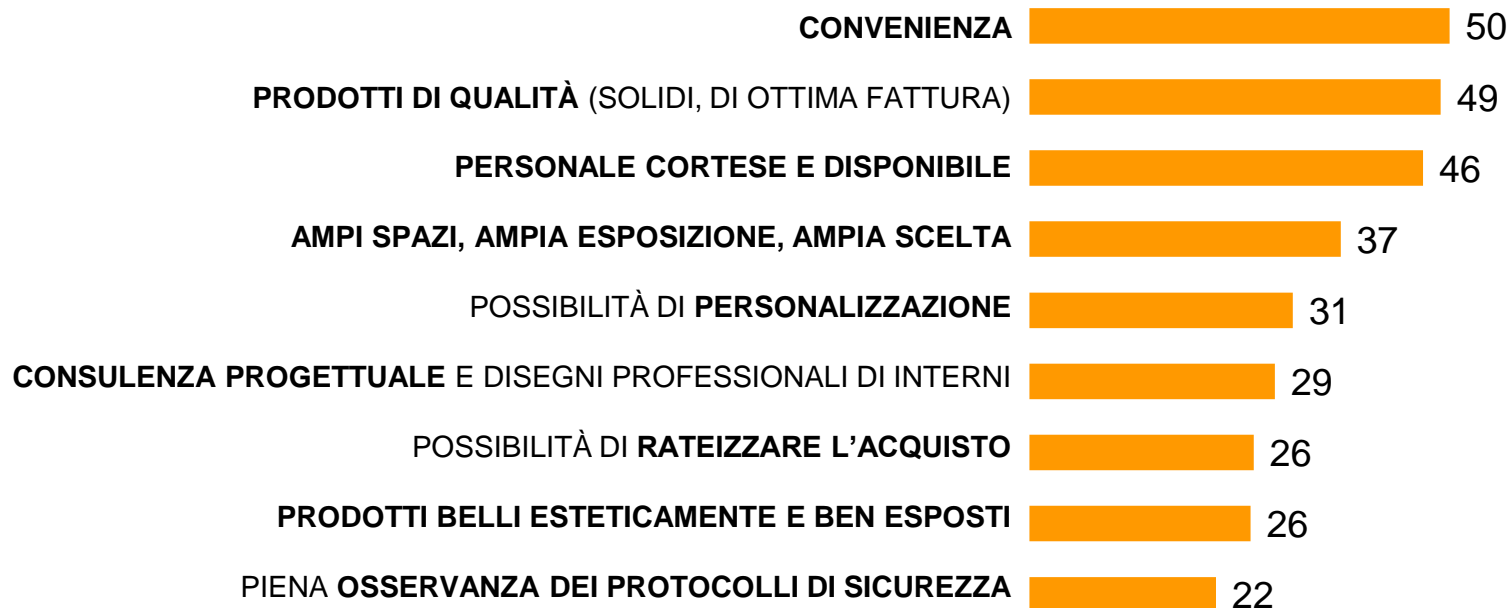 CONVENIENZA 50
PRODOTTI DI QUALITÀ (SOLIDI, DI OTTIMA FATTURA) 49
PERSONALE CORTESE E DISPONIBILE 46
AMPI SPAZI, AMPIA ESPOSIZIONE, AMPIA SCELTA 37
POSSIBILITÀ DI PERSONALIZZAZIONE 31
CONSULENZA PROGETTUALE E DISEGNI PROFESSIONALI DI INTERNI 29
POSSIBILITÀ DI RATEIZZARE L’ACQUISTO 26
PRODOTTI BELLI ESTETICAMENTE E BEN ESPOSTI 26
PIENA OSSERVANZA DEI PROTOCOLLI DI SICUREZZA 22